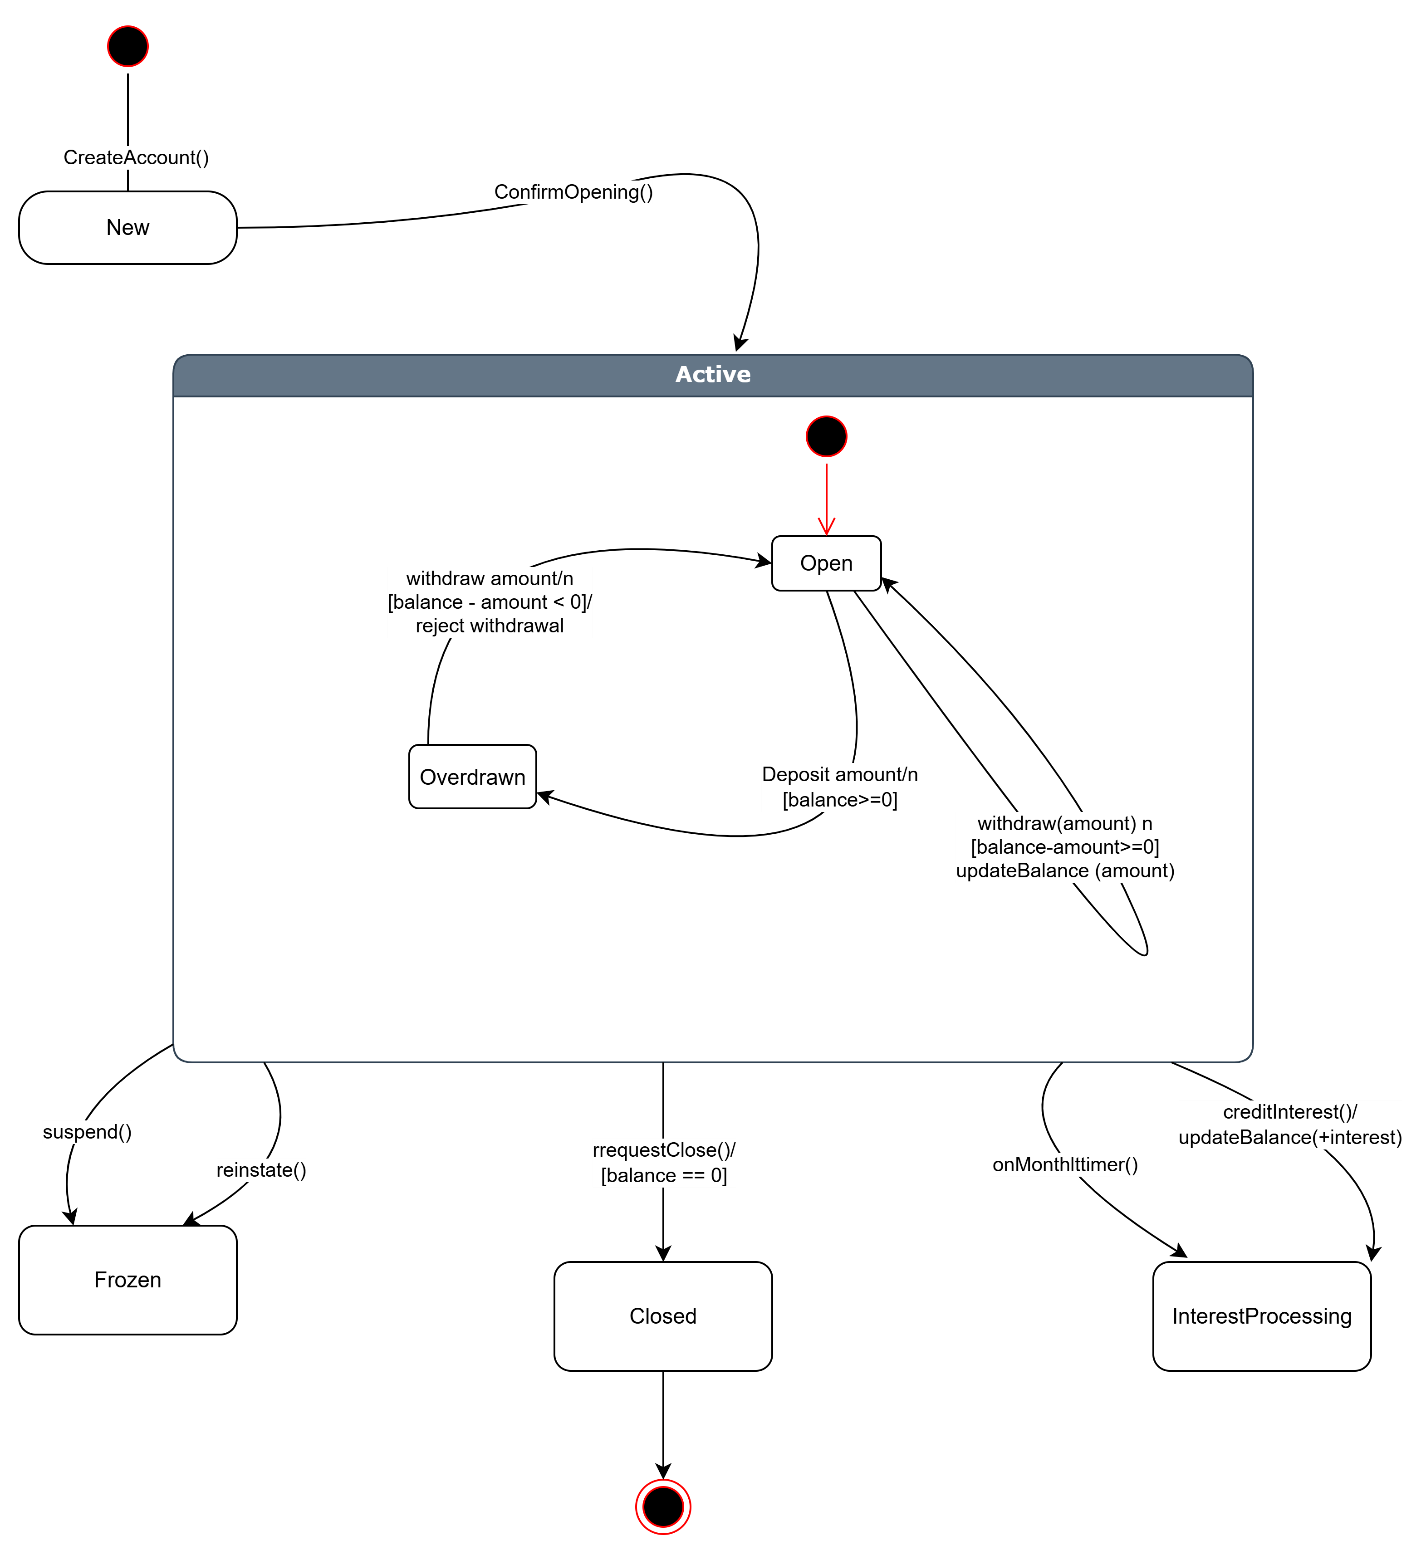 CreateAccount()
New
ConfirmOpening()
Active
Open
withdraw amount/n
[balance - amount < 0]/
reject withdrawal
Overdrawn
Deposit amount/n
[balance>=0]
withdraw(amount) n
[balance-amount>=0]
updateBalance (amount)
suspend()
reinstate()
rrequestClose()/
[balance == 0]
onMonthlttimer()
creditInterest()/
updateBalance(+interest)
Frozen
Closed
InterestProcessing